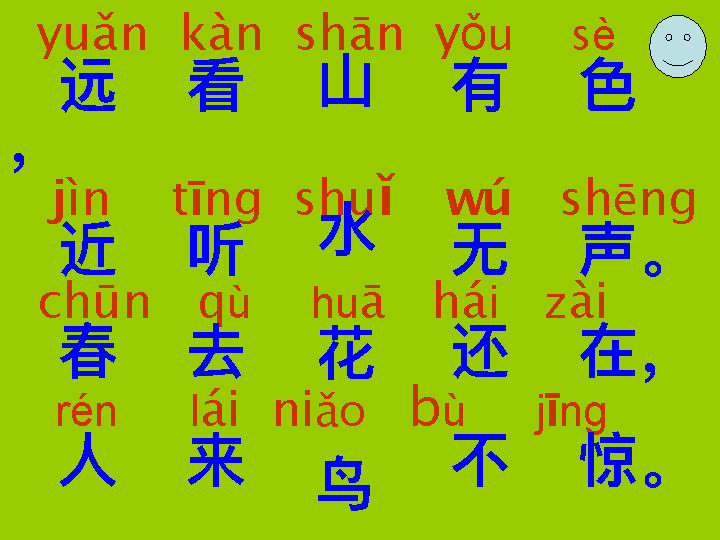 yuǎn kàn shān yǒu sè
远 看 山 有 色
，
jìn tīng shuǐ wú shēng
近 听 水 无 声。
chūn qù huā hái zài
春 去 花 还 在，
rén lái niǎo bù jīng
人 来 鸟 不 惊。